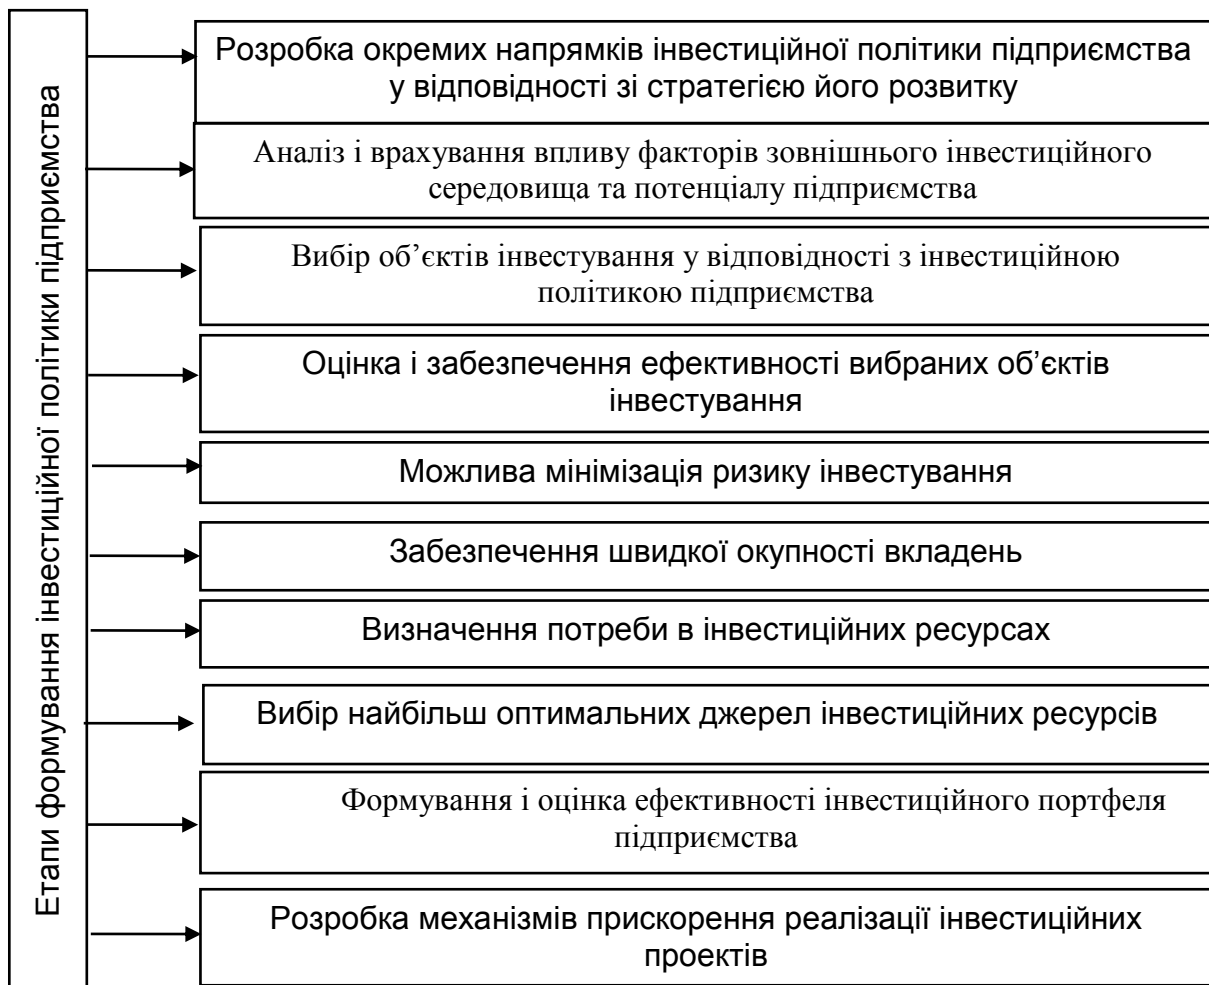 Етапи формування інвестиційної політики підприємства
Розробка окремих напрямків інвестиційної політики підприємства
у відповідності зі стратегією його розвитку
Аналіз і врахування впливу факторів зовнішнього інвестиційного
середовища та потенціалу підприємства
Вибір об’єктів інвестування у відповідності з інвестиційною
політикою підприємства
Оцінка і забезпечення ефективності вибраних об’єктів
інвестування
Можлива мінімізація ризику інвестування
Забезпечення швидкої окупності вкладень
Визначення потреби в інвестиційних ресурсах
Вибір найбільш оптимальних джерел інвестиційних ресурсів
Формування і оцінка ефективності інвестиційного портфеля
підприємства
Розробка механізмів прискорення реалізації інвестиційних
проектів